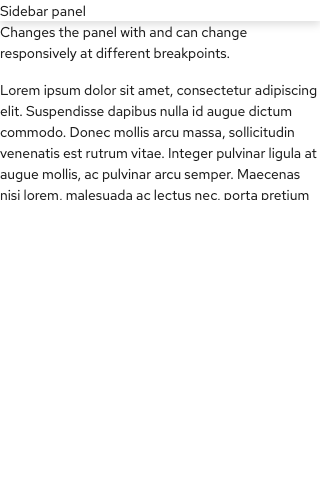 Sidebar panel
Changes the panel with and can change
responsively at different breakpoints.
Lorem ipsum dolor sit amet, consectetur adipiscing
elit. Suspendisse dapibus nulla id augue dictum
commodo. Donec mollis arcu massa, sollicitudin
venenatis est rutrum vitae. Integer pulvinar ligula at
augue mollis, ac pulvinar arcu semper. Maecenas
nisi lorem, malesuada ac lectus nec, porta pretium